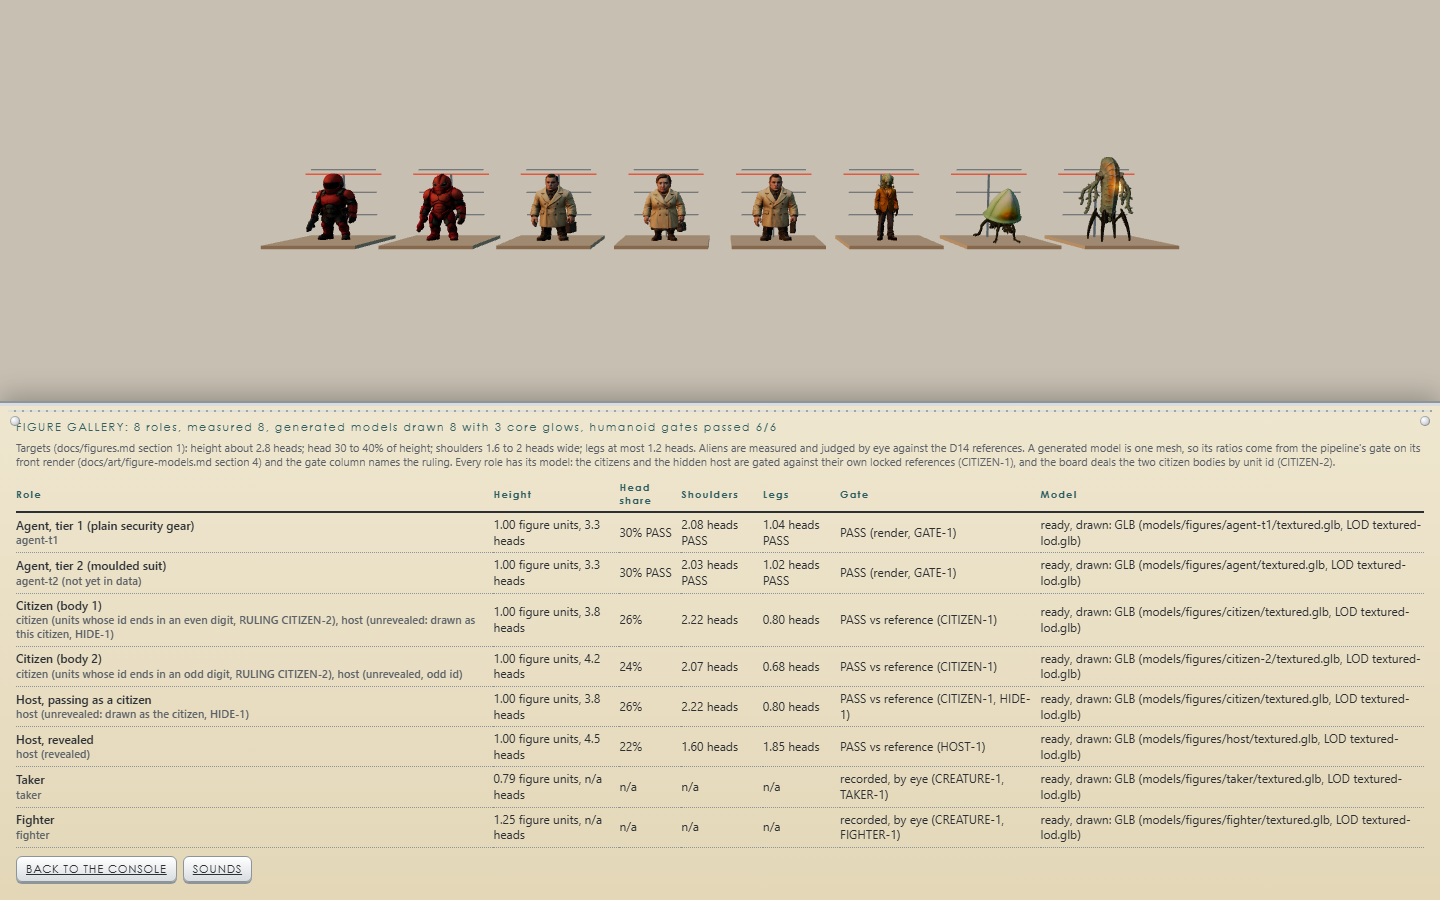 FIGURE GALLERY: 8 roles, measured 8, generated models drawn 8 with 3 core glows, humanoid gates passed 6/6
Targets (docs/figures.md section 1): height about 2.8 heads; head 30 to 40% of height; shoulders 1.6 to 2 heads wide; legs at most 1.2 heads. Aliens are measured and judged by eye against the D14 references. A generated model is one mesh, so its ratios come from the pipeline's gate on its
front render (docs/art/figure-models.md section 4) and the gate column names the ruling. Every role has its model: the citizens and the hidden host are gated against their own locked references (CITIZEN-1), and the board deals the two citizen bodies by unit id (CITIZEN-2).
Role Height Head share Shoulders Legs Gate Model
Agent, tier 1 (plain security gear)
agent-t1
1.00 figure units, 3.3 heads
30% PASS
2.08 heads PASS
1.04 heads PASS
PASS (render, GATE-1)
ready, drawn: GLB (models/figures/agent-t1/textured.glb, LOD textured-lod.glb)
Agent, tier 2 (moulded suit)
agent-t2 (not yet in data)
1.00 figure units, 3.3 heads
30% PASS
2.03 heads PASS
1.02 heads PASS
PASS (render, GATE-1)
ready, drawn: GLB (models/figures/agent/textured.glb, LOD textured-lod.glb)
Citizen (body 1)
citizen (units whose id ends in an even digit, RULING CITIZEN-2), host (unrevealed: drawn as
this citizen, HIDE-1)
1.00 figure units, 3.8 heads
26%
2.22 heads
0.80 heads
PASS vs reference (CITIZEN-1)
ready, drawn: GLB (models/figures/citizen/textured.glb, LOD textured-lod.glb)
Citizen (body 2)
citizen (units whose id ends in an odd digit, RULING CITIZEN-2), host (unrevealed, odd id)
1.00 figure units, 4.2 heads
24%
2.07 heads
0.68 heads
PASS vs reference (CITIZEN-1)
ready, drawn: GLB (models/figures/citizen-2/textured.glb, LOD textured-lod.glb)
Host, passing as a citizen
host (unrevealed: drawn as the citizen, HIDE-1)
1.00 figure units, 3.8 heads
26%
2.22 heads
0.80 heads
PASS vs reference (CITIZEN-1, HIDE-1)
ready, drawn: GLB (models/figures/citizen/textured.glb, LOD textured-lod.glb)
Host, revealed
host (revealed)
1.00 figure units, 4.5 heads
22%
1.60 heads
1.85 heads
PASS vs reference (HOST-1)
ready, drawn: GLB (models/figures/host/textured.glb, LOD textured-lod.glb)
Taker
taker
0.79 figure units, n/a heads
n/a
n/a
n/a
recorded, by eye (CREATURE-1, TAKER-1)
ready, drawn: GLB (models/figures/taker/textured.glb, LOD textured-lod.glb)
Fighter
fighter
1.25 figure units, n/a heads
n/a
n/a
n/a
recorded, by eye (CREATURE-1, FIGHTER-1)
ready, drawn: GLB (models/figures/fighter/textured.glb, LOD textured-lod.glb)
BACK TO THE CONSOLE
SOUNDS